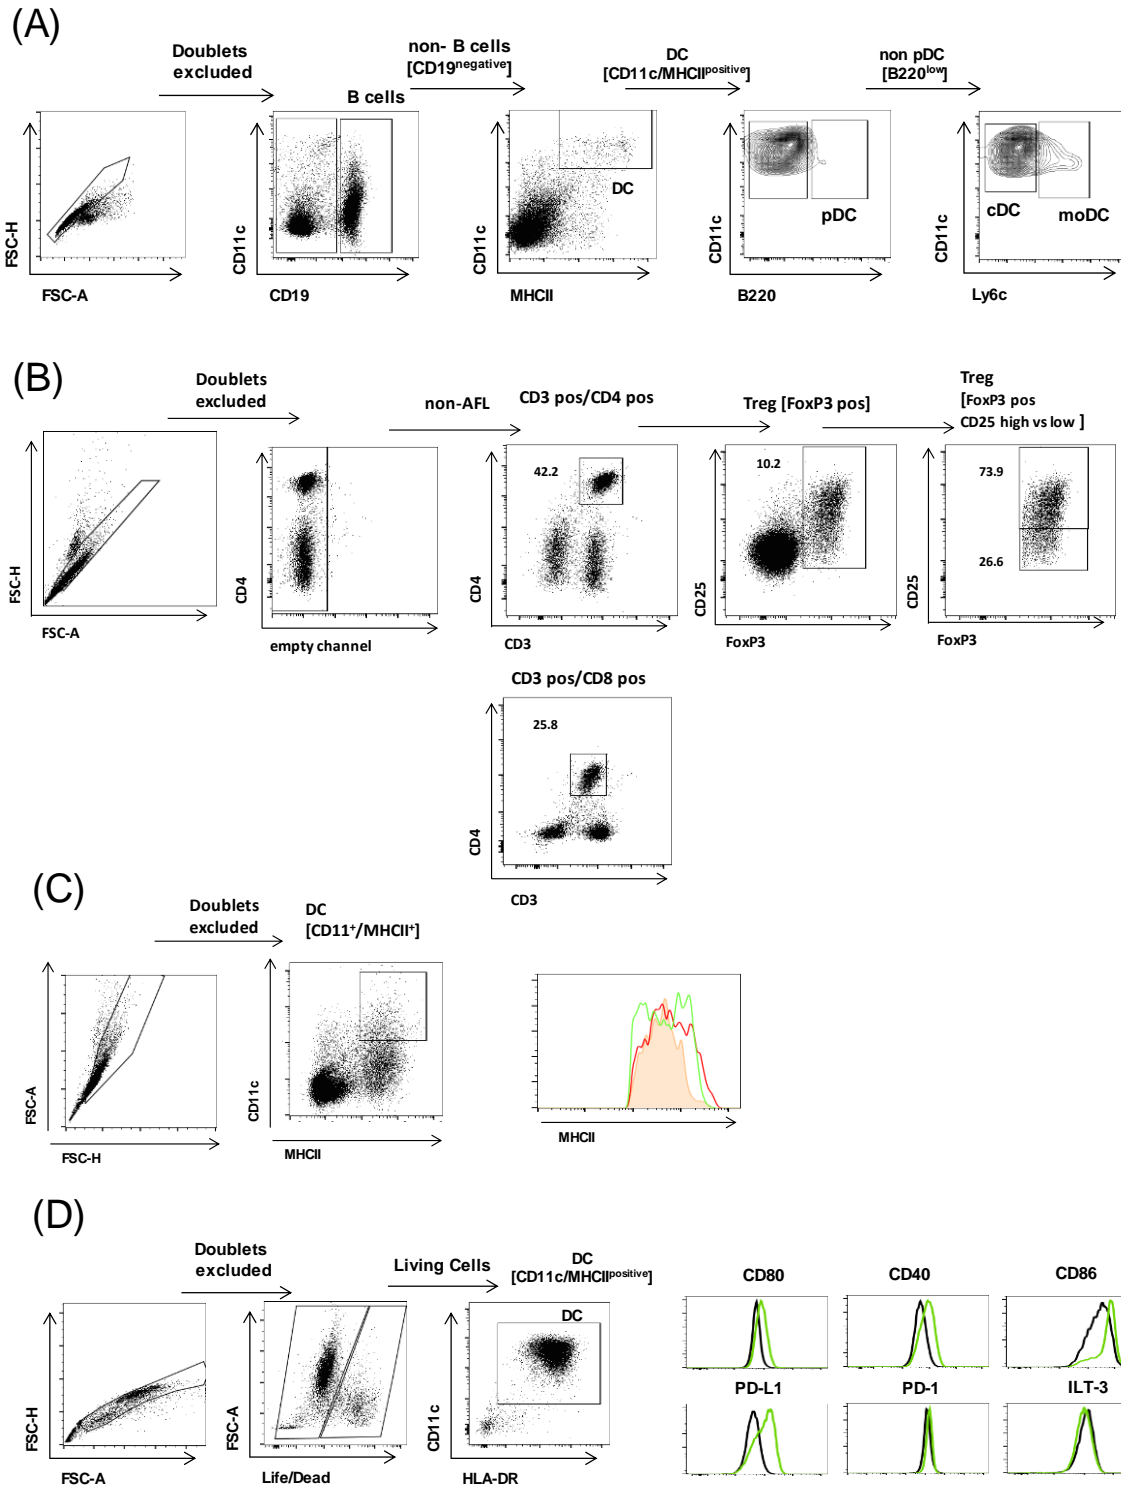 (A)
Doublets
excluded
non- B cells
[CD19negative]
DC
[CD11c/MHCIIpositive]
non pDC
[B220low]
B cells
DC
pDC
cDC
moDC
FSC-H
FSC-A
CD11c
CD19
CD11c
MHCII
CD11c
B220
CD11c
Ly6c
(B)
Doublets
excluded
non-AFL
CD3 pos/CD4 pos
Treg [FoxP3 pos]
Treg
[FoxP3 pos
CD25 high vs low ]
42.2
10.2
73.9
26.6
FSC-H
FSC-A
CD4
empty channel
CD4
CD3
CD25
FoxP3
CD25
FoxP3
CD3 pos/CD8 pos
25.8
CD4
CD3
(C)
Doublets
excluded
DC
[CD11+/MHCII+]
FSC-A
FSC-H
CD11c
MHCII
MHCII
(D)
Doublets
excluded
Living Cells
DC
[CD11c/MHCIIpositive]
DC
FSC-H
FSC-A
FSC-A
Life/Dead
CD11c
HLA-DR
CD80
CD40
CD86
PD-L1
PD-1
ILT-3